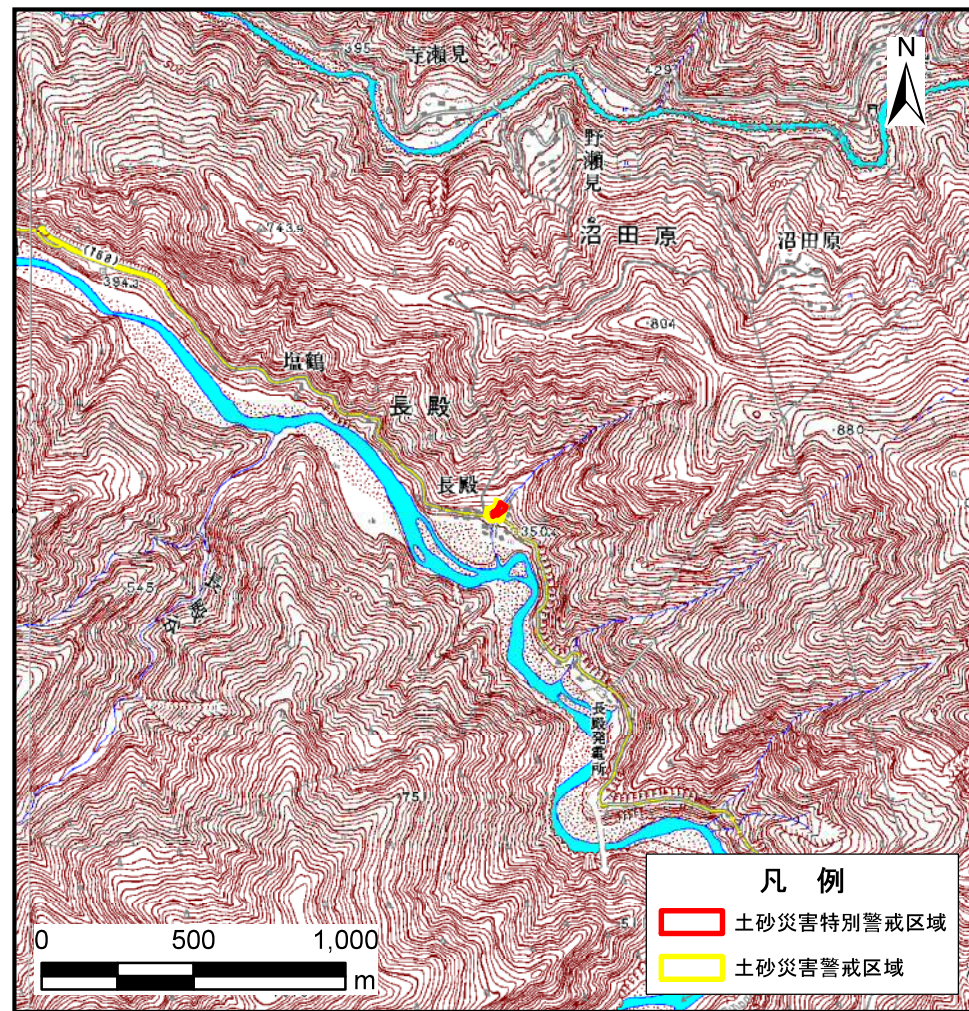 395
寺瀬見
429
N
野瀬見
沼田原
沼田原
743.9
600
(168)
394.3
804
塩鶴
長殿
880
長殿
350
545
長殿発電所
751
凡 例
土砂災害特別警戒区域
土砂災害警戒区域
0 500 1,000
m